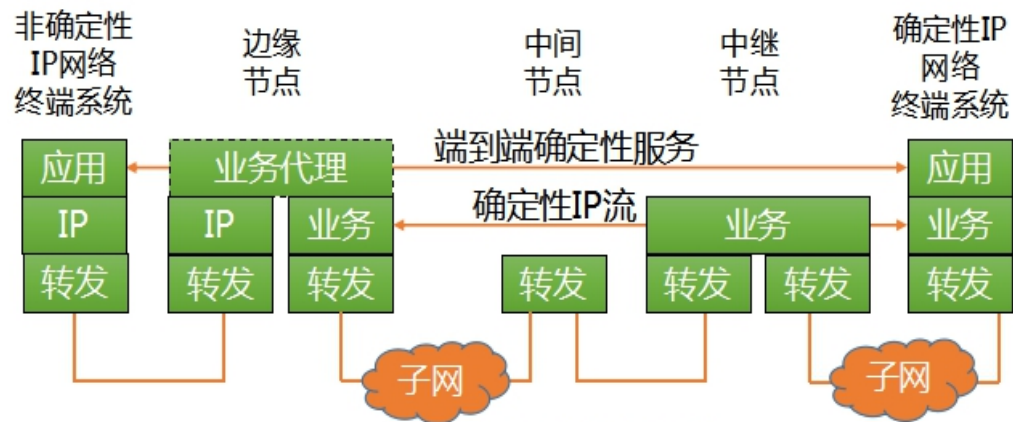 非确定性
IP网络
终端系统
边缘
节点
中间
节点
中继
节点
确定性IP
网络
终端系统
应用
业务代理
端到端确定性服务
应用
IP
IP
业务
确定性IP流
业务
业务
转发
转发
转发
转发
转发
转发
转发
子网
子网